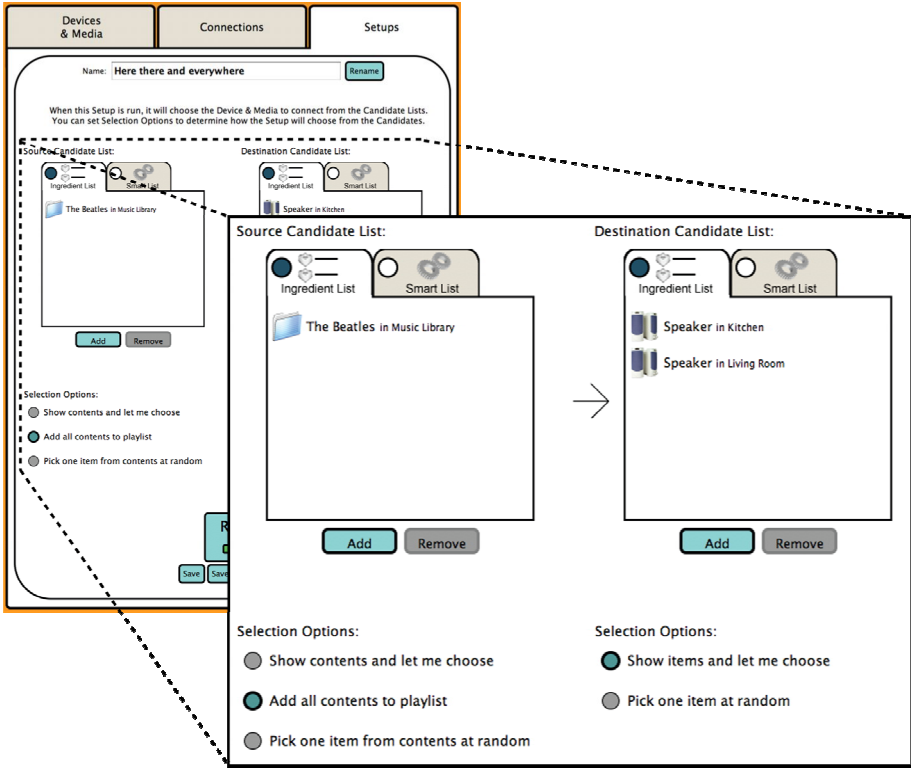 Devices
& Media
Connections
Setups
Name: Here there and everywhere
Rename
When this Setup is run, it will choose the Device & Media to connect from the Candidate Lists.
You can set Selection Options to determine how the Setup will choose from the Candidates.
Source Candidate List:
Destination Candidate List:
Ingredient List
Smart List
Ingredient List
Smart List
The Beatles in Music Library
Speaker in Kitchen
Add
Remove
Selection Options:
Show contents and let me choose
Add all contents to playlist
Pick one item from contents at random
R
Save
Save
Source Candidate List:
Destination Candidate List:
Ingredient List
Smart List
Ingredient List
Smart List
The Beatles in Music Library
Speaker in Kitchen
Speaker in Living Room
Add
Remove
Add
Remove
Selection Options:
Selection Options:
Show contents and let me choose
Show items and let me choose
Add all contents to playlist
Pick one item at random
Pick one item from contents at random